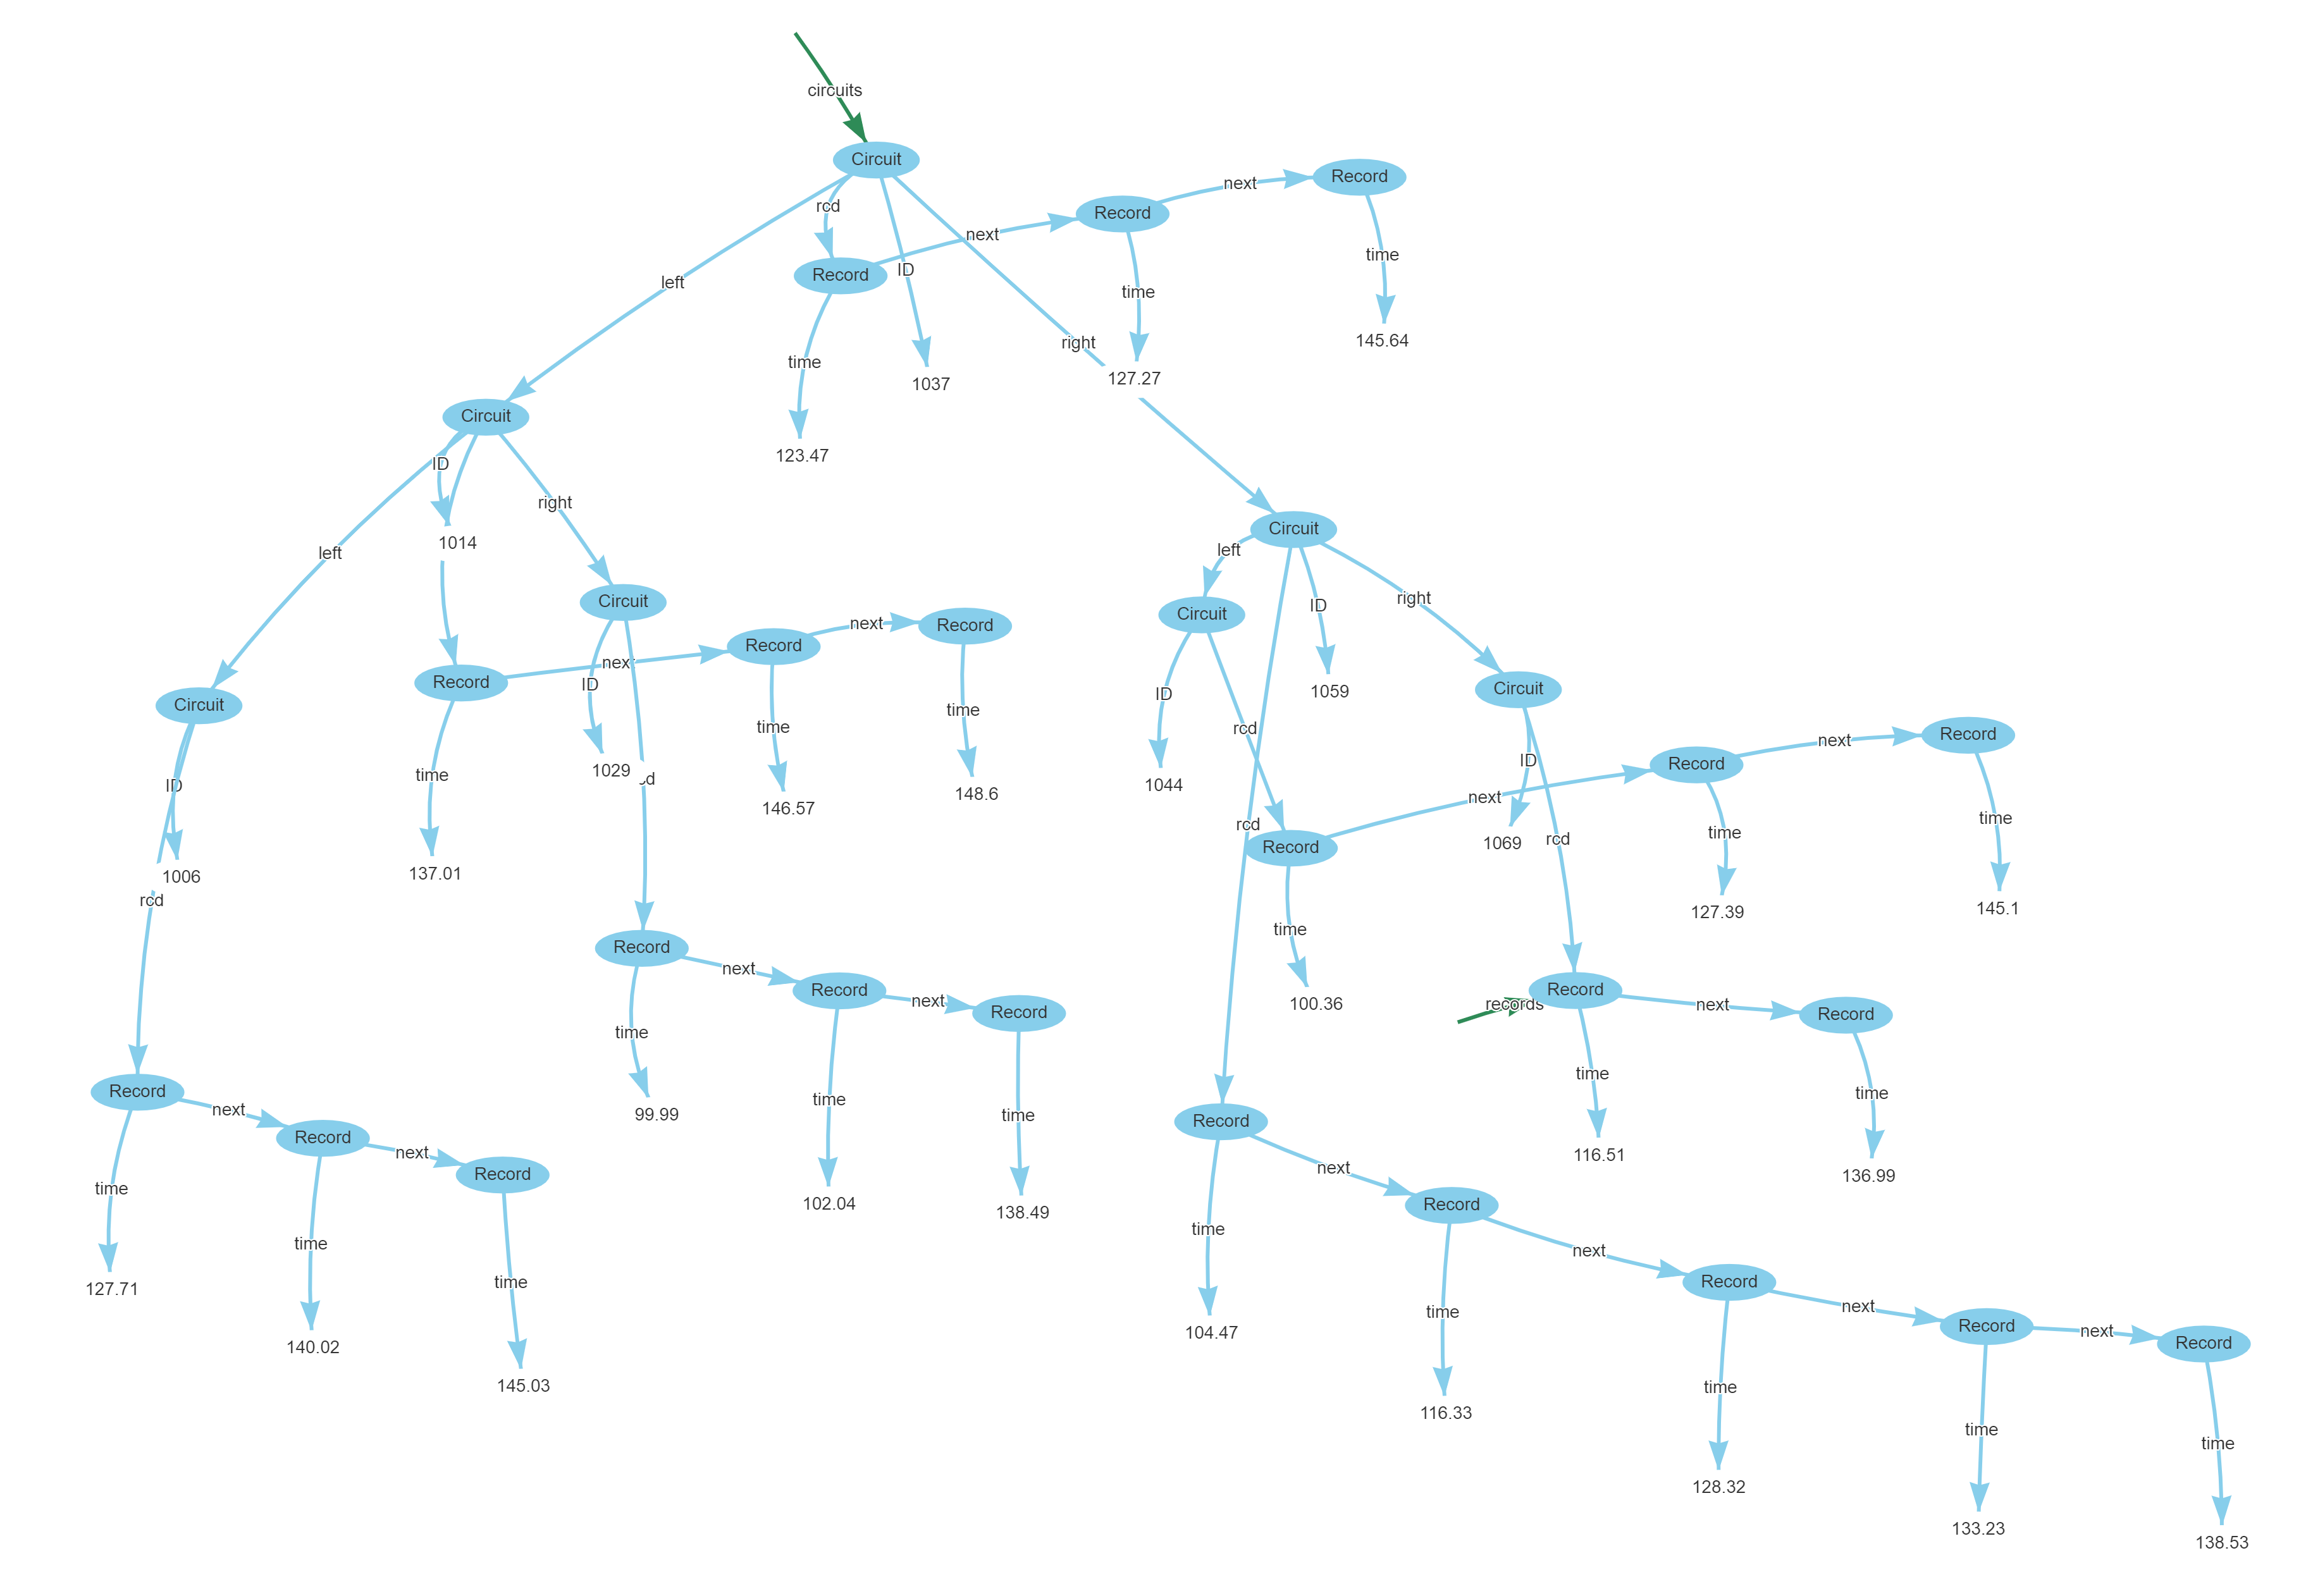 circuits
Circuit
Record
next
Record
rcd
Record
next
time
ID
left
time
right
145.64
time
127.27
1037
Circuit
123.47
ID
right
Circuit
1014
left
left
Circuit
right
ID
Circuit
next
Record
Record
next
Record
ID
1059
Circuit
ID
time
time
rcd
Circuit
next
Record
ID
Record
1029
time
1044
ID
148.6
next
146.57
time
time
rcd
rcd
1069
rcd
Record
137.01
1006
rcd
127.39
145.1
time
Record
next
Record
Record
next
100.36
records
next
Record
Record
time
time
time
Record
time
99.99
time
next
Record
Record
next
Record
116.51
next
136.99
time
102.04
Record
138.49
time
time
next
time
Record
127.71
time
next
Record
time
Record
next
104.47
Record
140.02
145.03
time
116.33
time
time
time
128.32
133.23
138.53